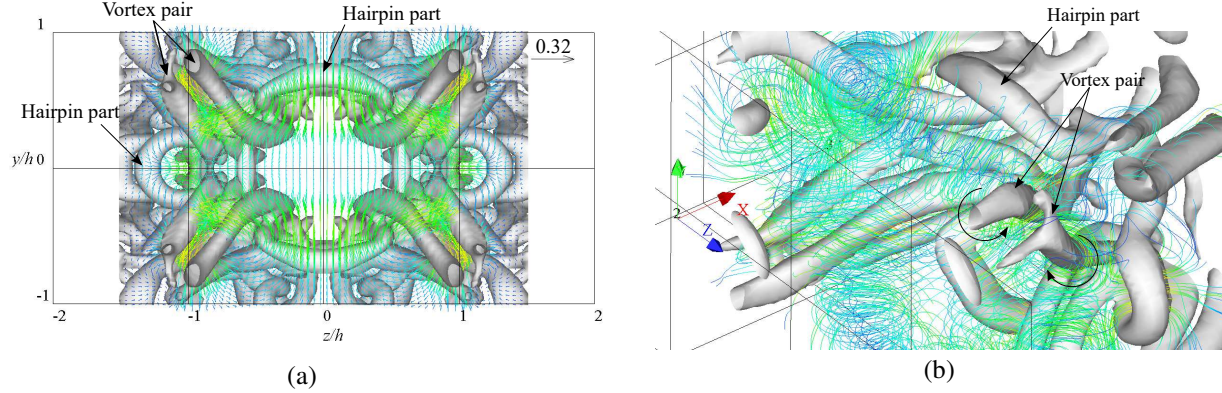 Vortex pair
Hairpin part
1
0.32
Hairpin part
y/h 0
-1
-2
-1
0
1
2
z/h
(a)
Hairpin part
Vortex pair
X
2
Z
(b)